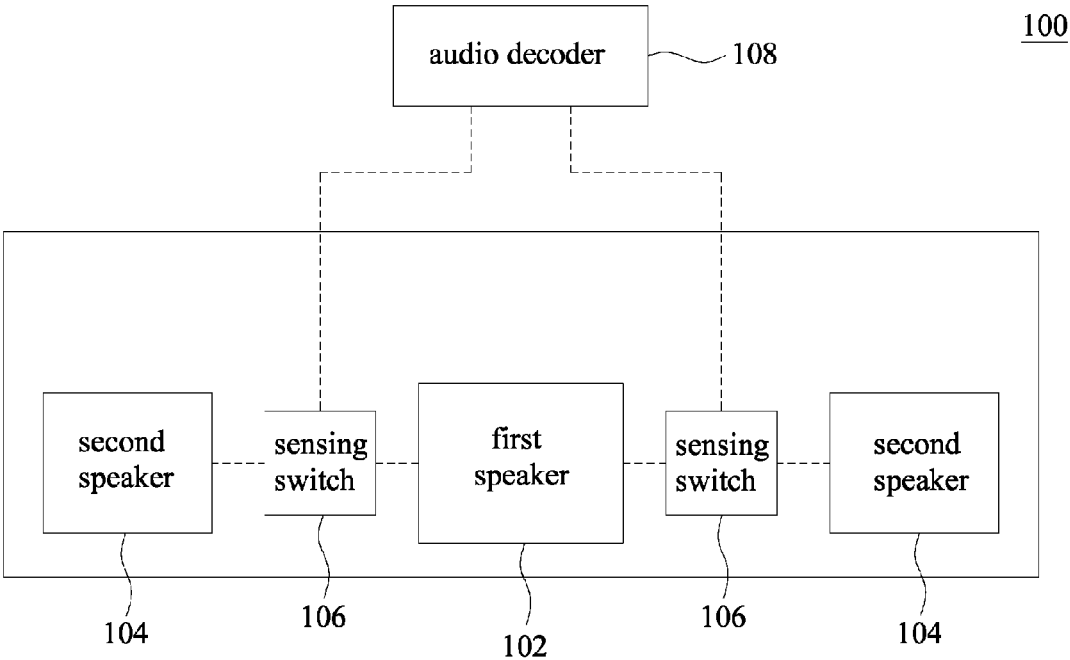 100
audio decoder
108
second
speaker
sensing
switch
first
speaker
sensing
switch
second
speaker
104
106
102
106
104